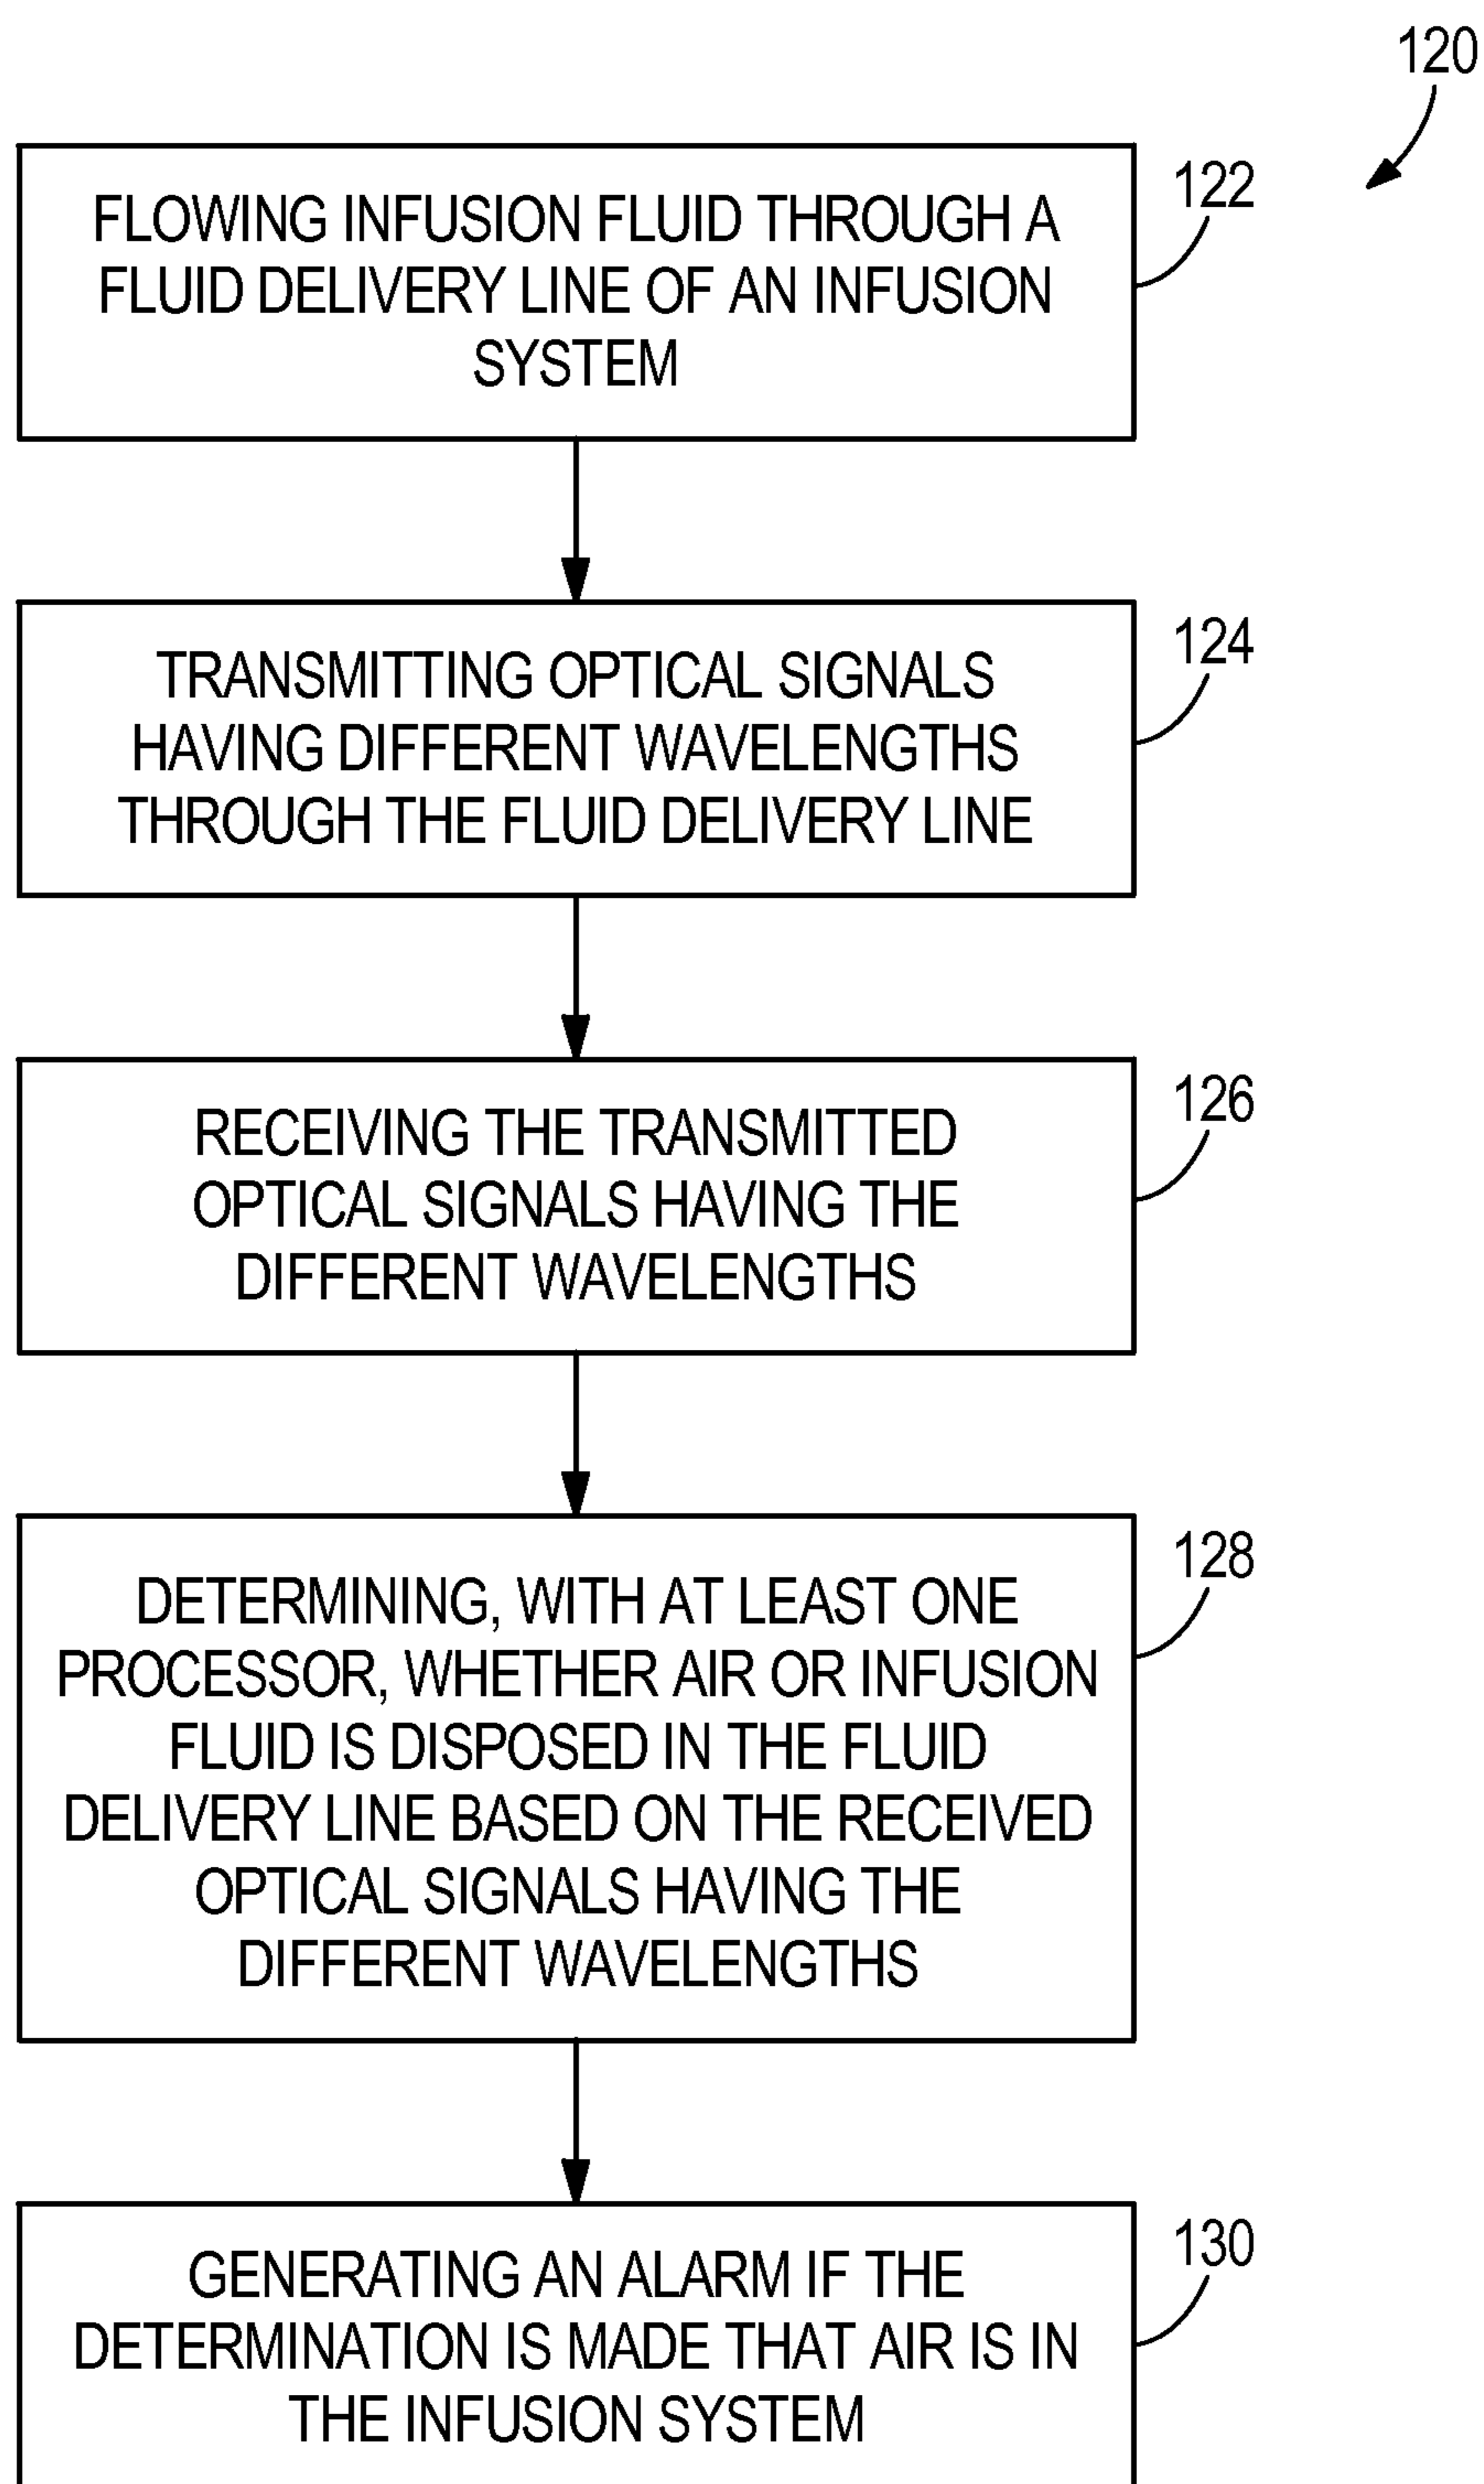 120
122
FLOWING INFUSION FLUID THROUGH A
FLUID DELIVERY LINE OF AN INFUSION
SYSTEM
124
TRANSMITTING OPTICAL SIGNALS
HAVING DIFFERENT WAVELENGTHS
THROUGH THE FLUID DELIVERY LINE
126
RECEIVING THE TRANSMITTED
OPTICAL SIGNALS HAVING THE
DIFFERENT WAVELENGTHS
128
DETERMINING, WITH AT LEAST ONE
PROCESSOR, WHETHER AIR OR INFUSION
FLUID IS DISPOSED IN THE FLUID
DELIVERY LINE BASED ON THE RECEIVED
OPTICAL SIGNALS HAVING THE
DIFFERENT WAVELENGTHS
130
GENERATING AN ALARM IF THE
DETERMINATION IS MADE THAT AIR IS IN
THE INFUSION SYSTEM